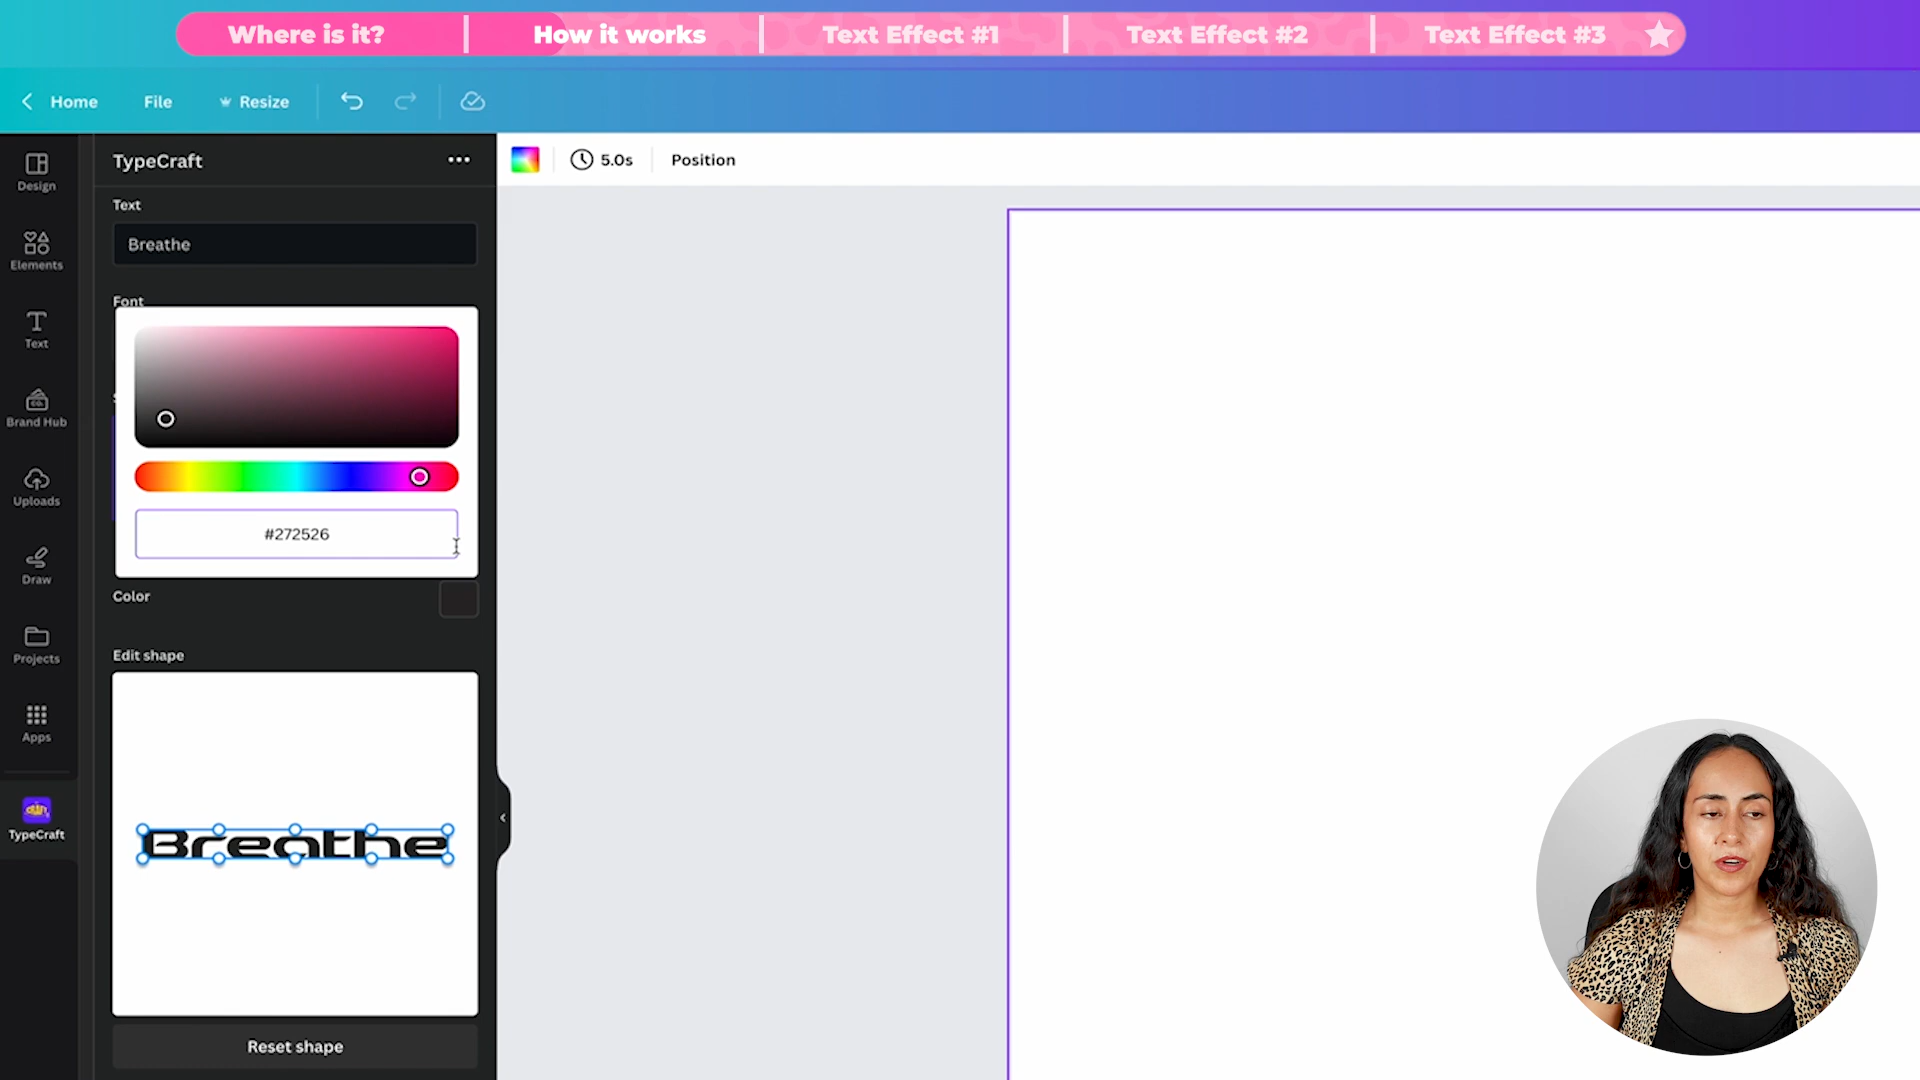 Where is it?
How it works
Text Effect #1
Text Effect #2
Text Effect #3
Home
File
Resize
TypeCraft
5.0s
Position
Design
Elements
Text
Brand Hub
Uploads
Draw
Projects
Apps
TypeCraft
Text
Breathe
Font
#272526
Color
Edit shape
Breathe
Reset shape